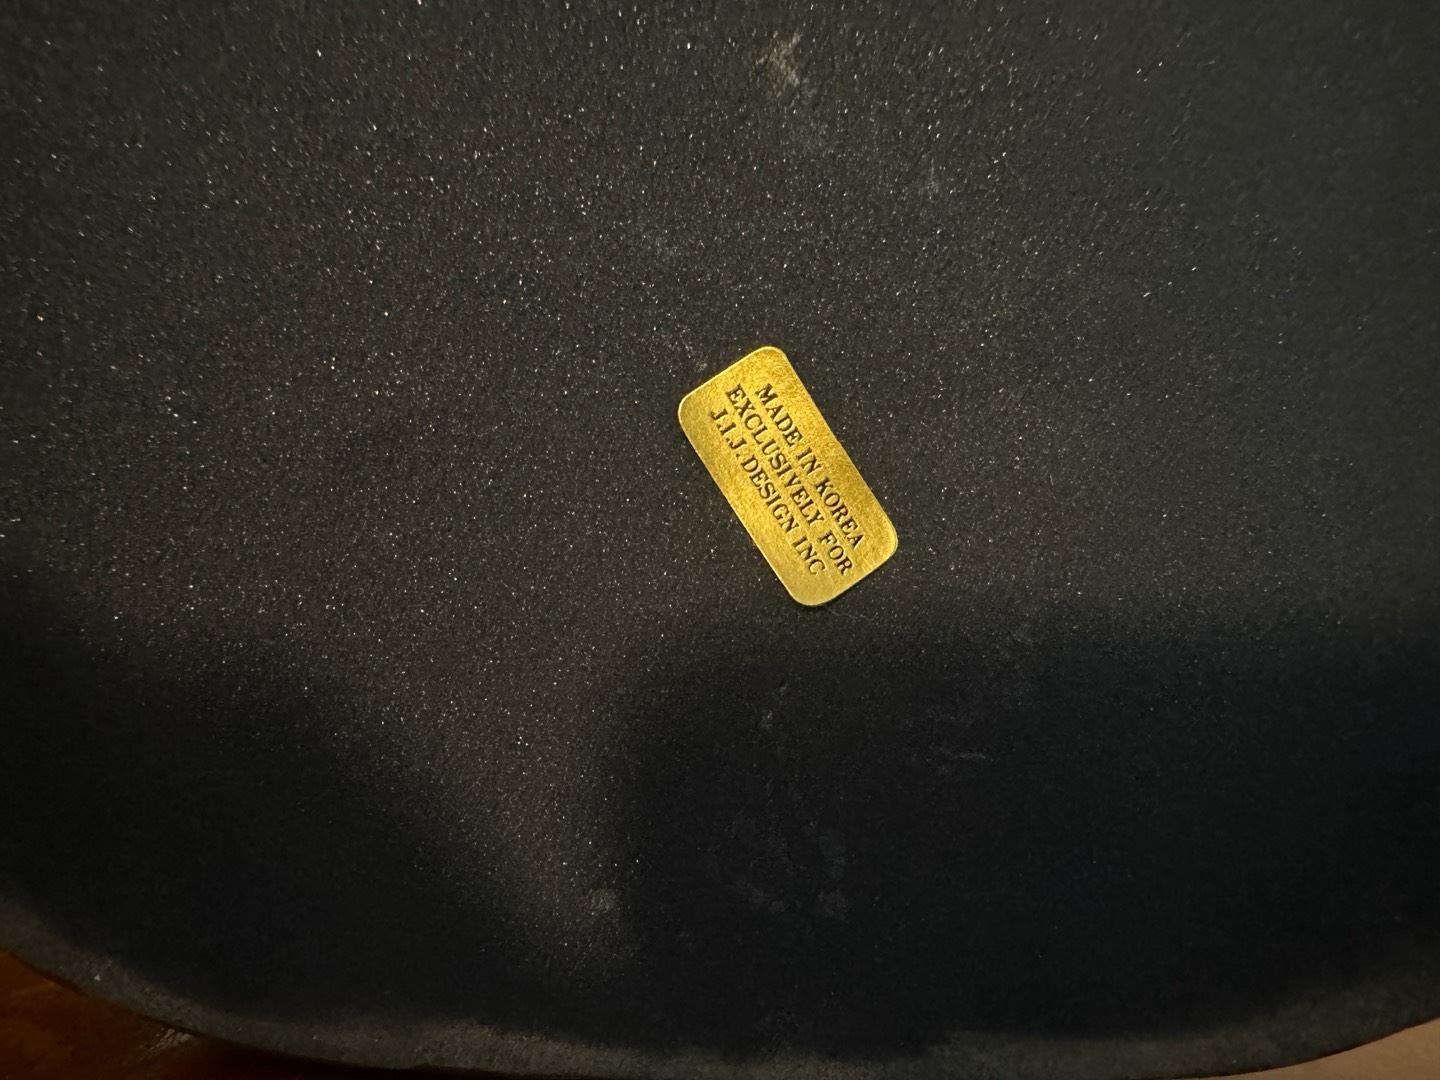 MADE IN KOREA
EXCLUSIVELY FOR
J.I.J. DESIGN INC